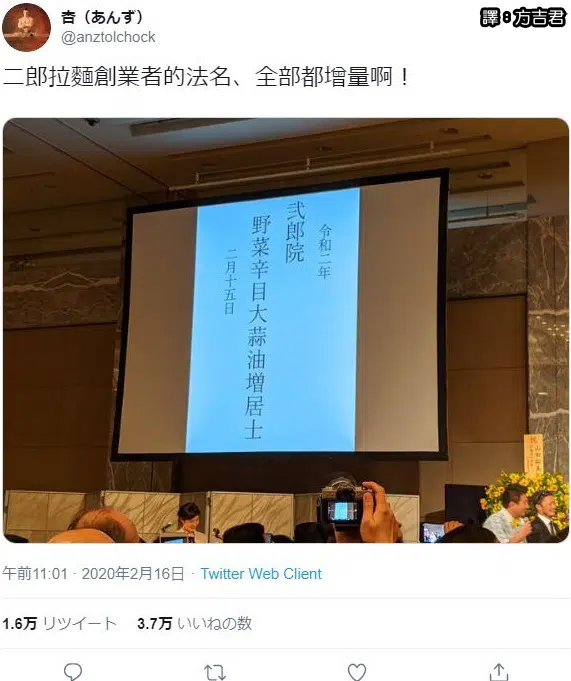 杏（あんず）
@anztolchock
譯8方吉君
二郎拉麵創業者的法名、全部都增量啊！
令和二年
弐郎院
野菜辛目大蒜油増居士
二月十五日
午前11:01 · 2020年2月16日 · Twitter Web Client
1.6万 リツイート 3.7万 いいねの数